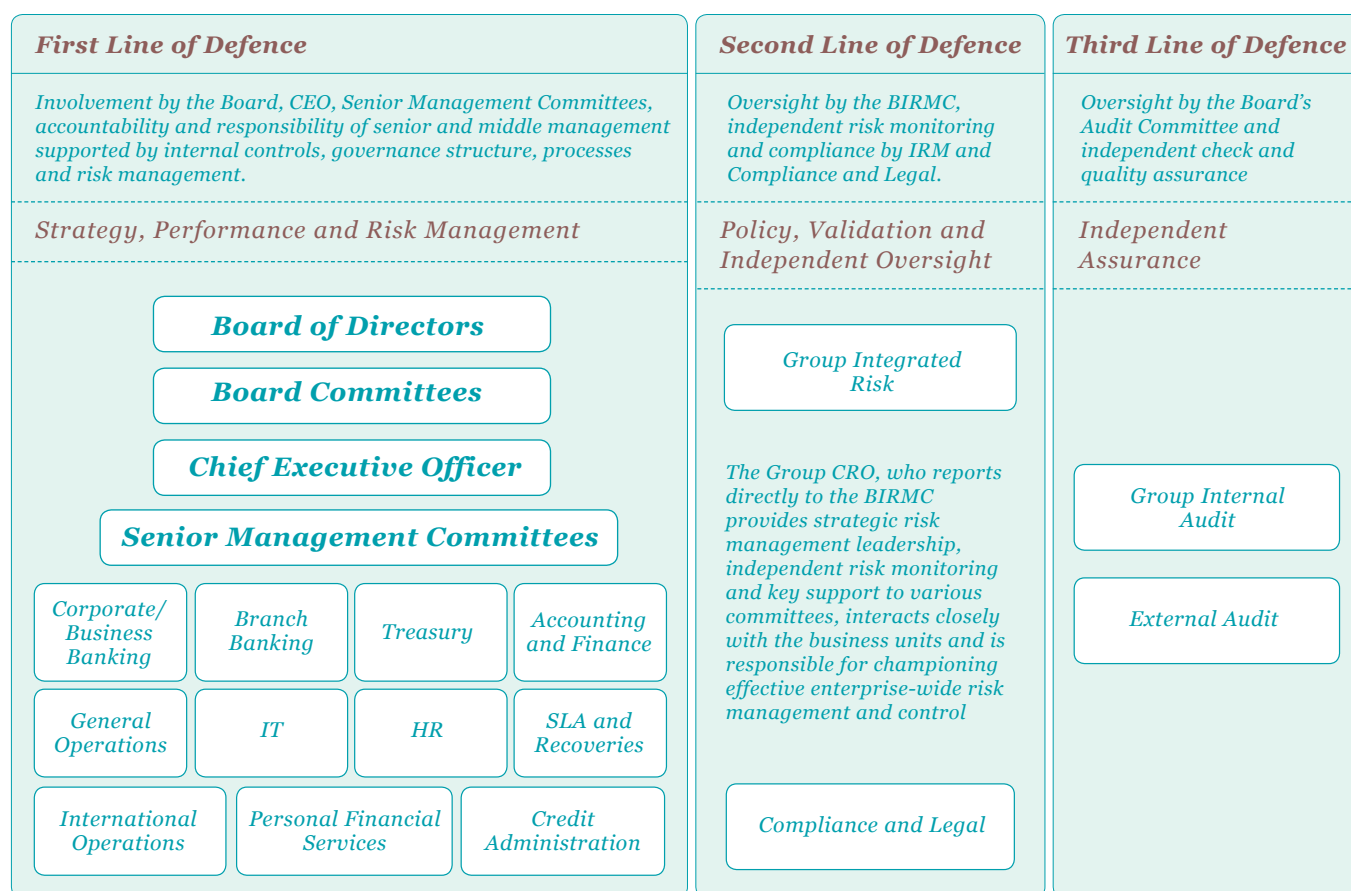 First Line of Defence
Involvement by the Board, CEO, Senior Management Committees,
accountability and responsibility of senior and middle management
supported by internal controls, governance structure, processes
and risk management.
Strategy, Performance and Risk Management
Board of Directors
Board Committees
Chief Executive Officer
Senior Management Committees
Corporate/
Business
Banking
Branch
Banking
Treasury
Accounting
and Finance
General
Operations
IT
HR
SLA and
Recoveries
International
Operations
Personal Financial
Services
Credit
Administration
Second Line of Defence
Oversight by the BIRMC,
independent risk monitoring
and compliance by IRM and
Compliance and Legal.
Policy, Validation and
Independent Oversight
Group Integrated
Risk
The Group CRO, who reports
directly to the BIRMC
provides strategic risk
management leadership,
independent risk monitoring
and key support to various
committees, interacts closely
with the business units and is
responsible for championing
effective enterprise-wide risk
management and control
Compliance and Legal
Third Line of Defence
Oversight by the Board's
Audit Committee and
independent check and
quality assurance
Independent
Assurance
Group Internal
Audit
External Audit